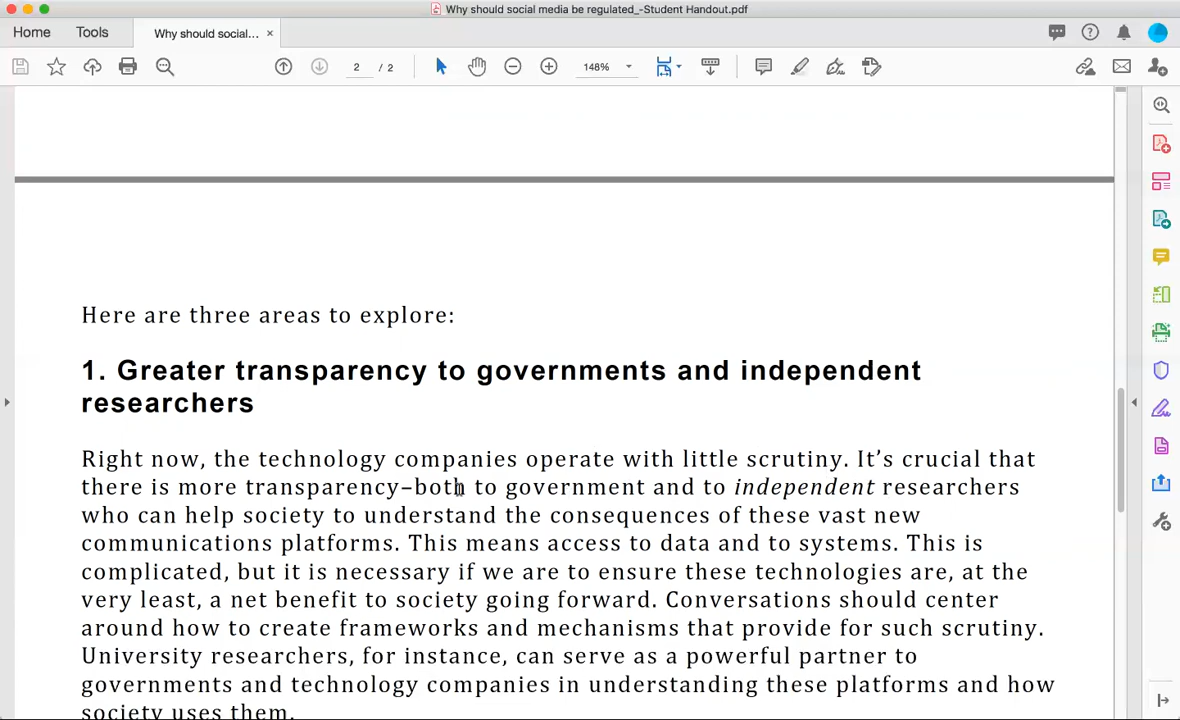 Why should social media be regulated_-Student Handout.pdf
Home
Tools
Why should social... ×
2 / 2
148%
Here are three areas to explore:
1. Greater transparency to governments and independent
researchers
Right now, the technology companies operate with little scrutiny. It’s crucial that
there is more transparency–both to government and to independent researchers
who can help society to understand the consequences of these vast new
communications platforms. This means access to data and to systems. This is
complicated, but it is necessary if we are to ensure these technologies are, at the
very least, a net benefit to society going forward. Conversations should center
around how to create frameworks and mechanisms that provide for such scrutiny.
University researchers, for instance, can serve as a powerful partner to
governments and technology companies in understanding these platforms and how
society uses them.